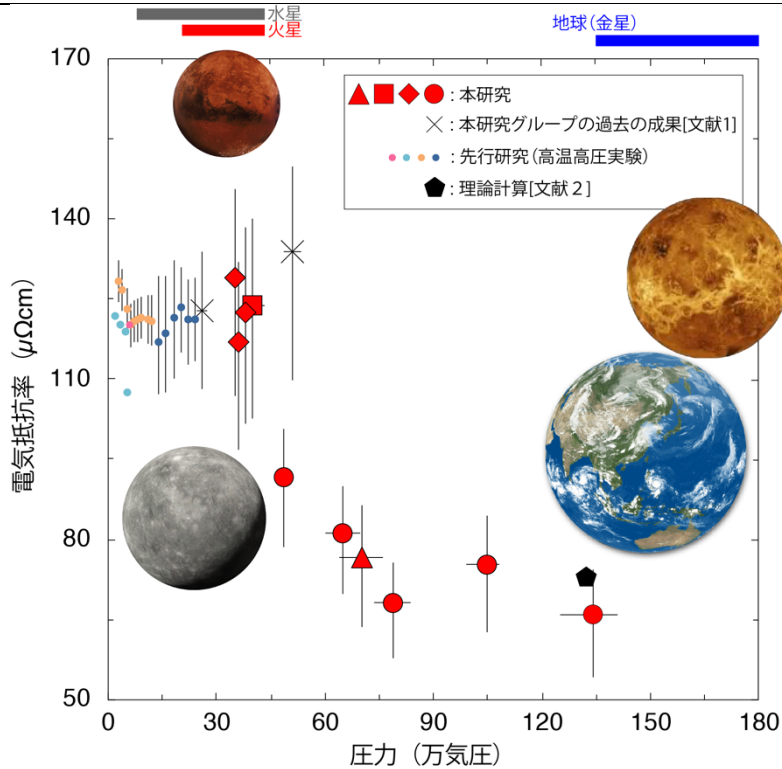 水星
火星
地球(金星)
170
140
110
80
50
電気抵抗率 (μΩcm)
: 本研究
: 本研究グループの過去の成果[文献1]
: 先行研究(高温高圧実験)
: 理論計算[文献 2]
0 30 60 90 120 150 180
圧力 (万気圧)